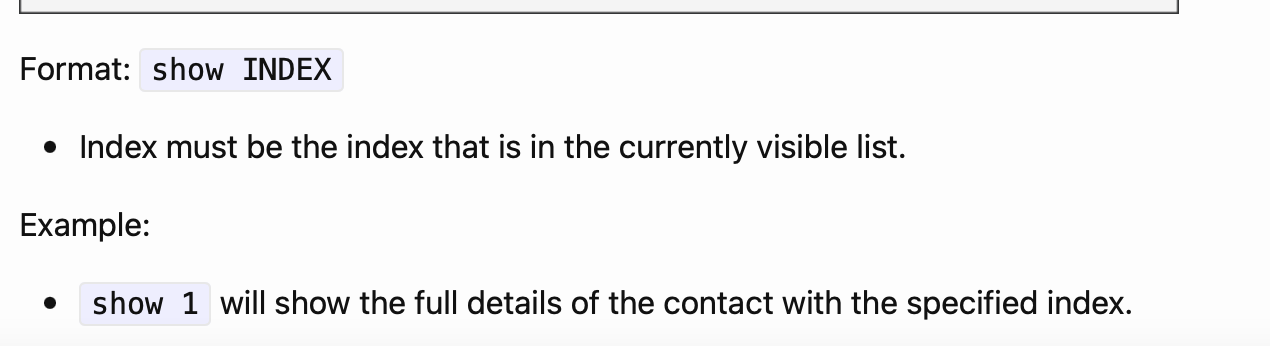 Format: show INDEX
• Index must be the index that is in the currently visible list.
Example:
• show 1 will show the full details of the contact with the specified index.